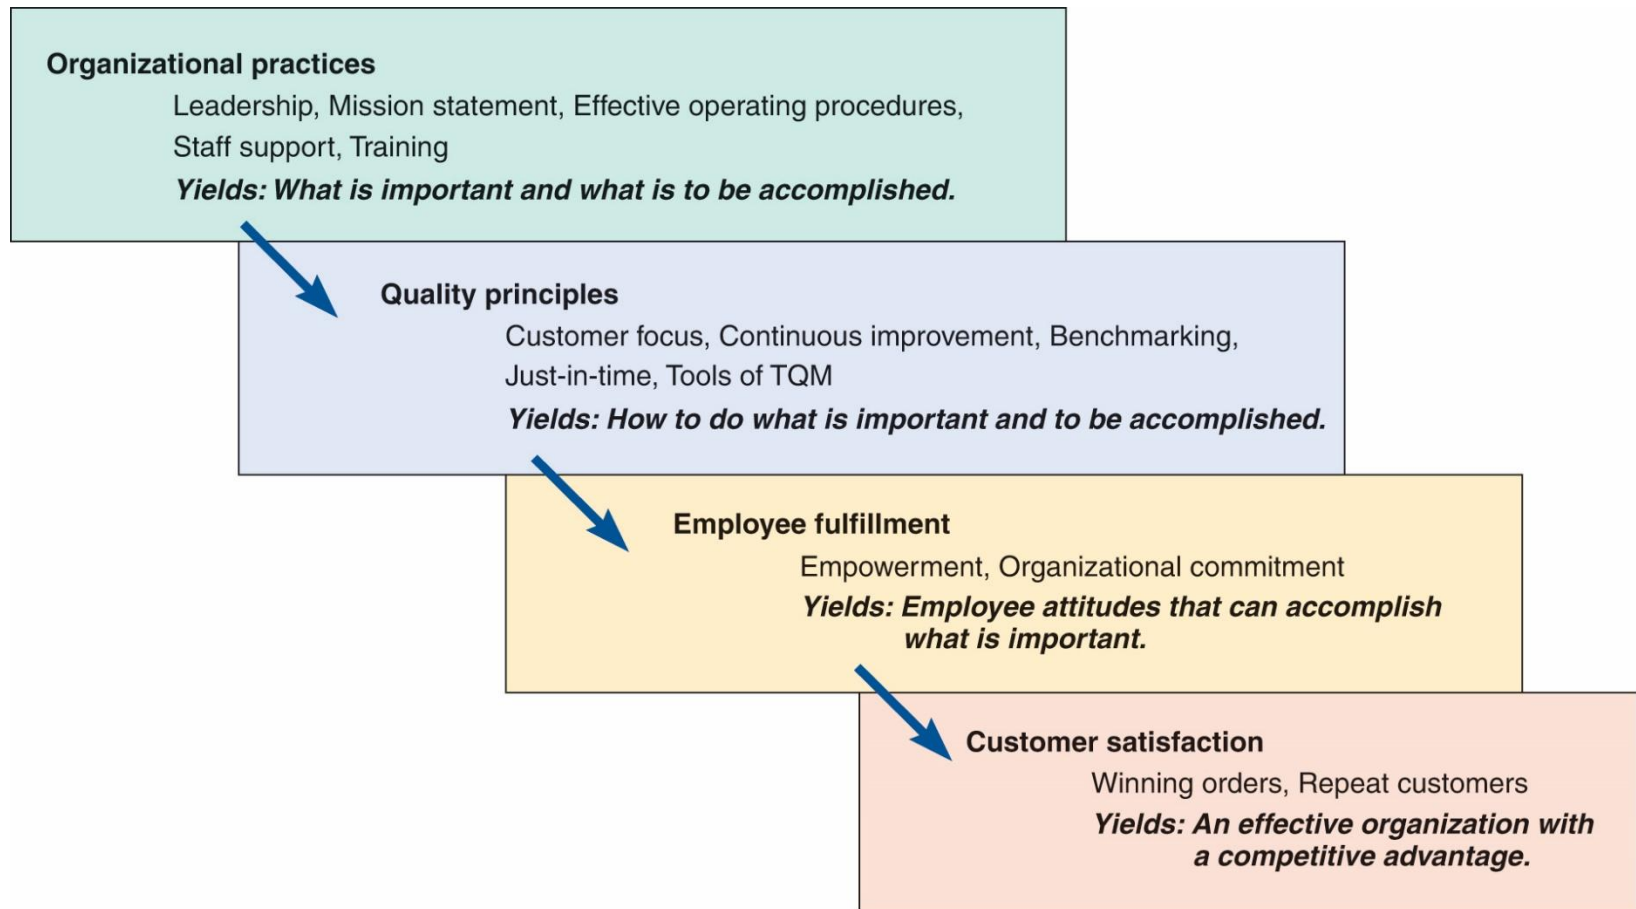 Organizational practices
Leadership, Mission statement, Effective operating procedures,
Staff support, Training
Yields: What is important and what is to be accomplished.
Quality principles
Customer focus, Continuous improvement, Benchmarking,
Just-in-time, Tools of TQM
Yields: How to do what is important and to be accomplished.
Employee fulfillment
Empowerment, Organizational commitment
Yields: Employee attitudes that can accomplish
what is important.
Customer satisfaction
Winning orders, Repeat customers
Yields: An effective organization with
a competitive advantage.